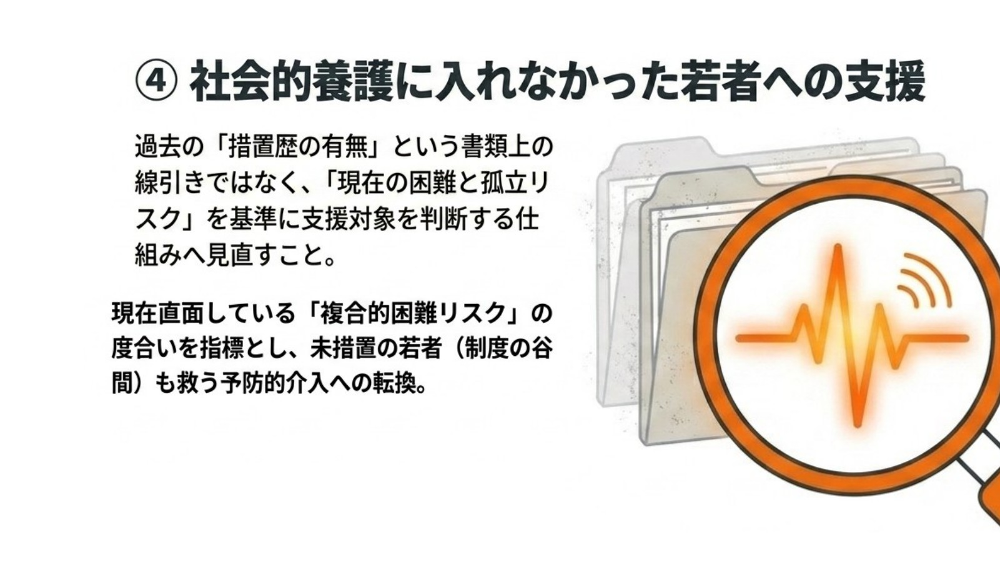 ④ 社会的養護に入れなかった若者への支援
過去の「措置歴の有無」という書類上の
線引きではなく、「現在の困難と孤立リ
スク」を基準に支援対象を判断する仕
組みへ見直すこと。
現在直面している「複合的困難リスク」の
度合いを指標とし、未措置の若者（制度の谷
間）も救う予防的介入への転換。